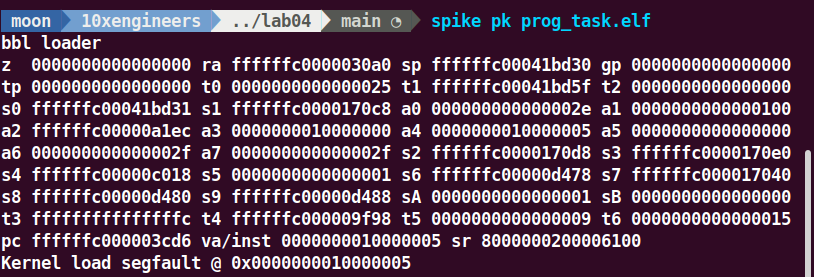 moon 10xengineers ../lab04 main ◔ spike pk prog_task.elf
bbl loader
z  0000000000000000 ra ffffffc0000030a0 sp ffffffc00041bd30 gp 0000000000000000
tp 0000000000000000 t0 0000000000000025 t1 ffffffc00041bd5f t2 0000000000000000
s0 ffffffc00041bd31 s1 ffffffc0000170c8 a0 000000000000002e a1 0000000000000100
a2 ffffffc00000a1ec a3 0000000010000000 a4 0000000010000005 a5 0000000000000000
a6 000000000000002f a7 000000000000002f s2 ffffffc0000170d8 s3 ffffffc0000170e0
s4 ffffffc00000c018 s5 0000000000000001 s6 ffffffc00000d478 s7 ffffffc000017040
s8 ffffffc00000d480 s9 ffffffc00000d488 sA 0000000000000001 sB 0000000000000000
t3 fffffffffffffffc t4 ffffffc000009f98 t5 0000000000000009 t6 0000000000000015
pc ffffffc000003cd6 va/inst 0000000010000005 sr 8000000200006100
Kernel load segfault @ 0x0000000010000005